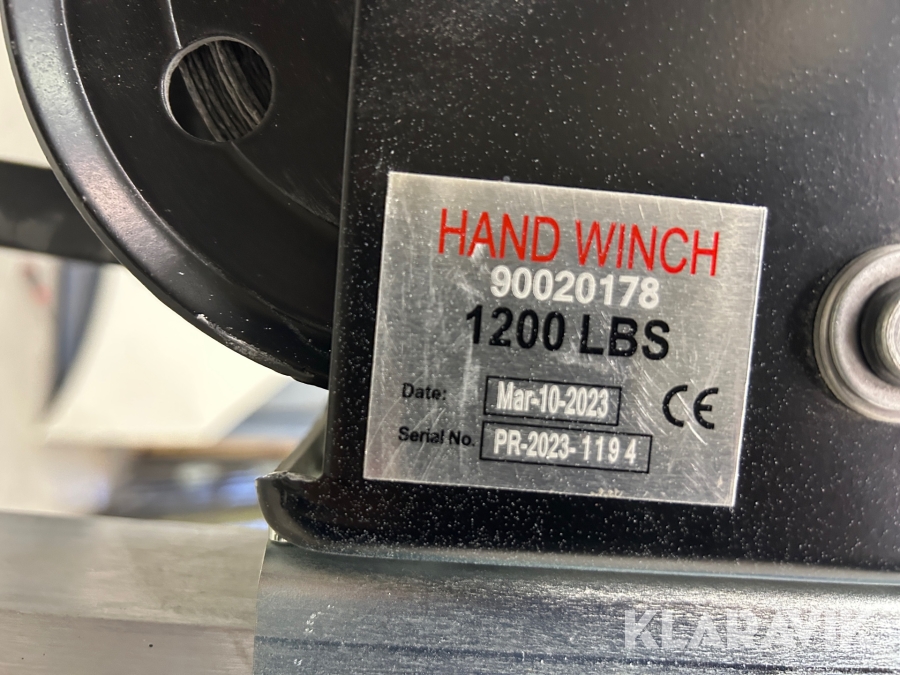 HAND WINCH
90020178
1200 LBS
Date: Mar-10-2023
CE
Serial No. PR-2023-1194
KLARAVIK